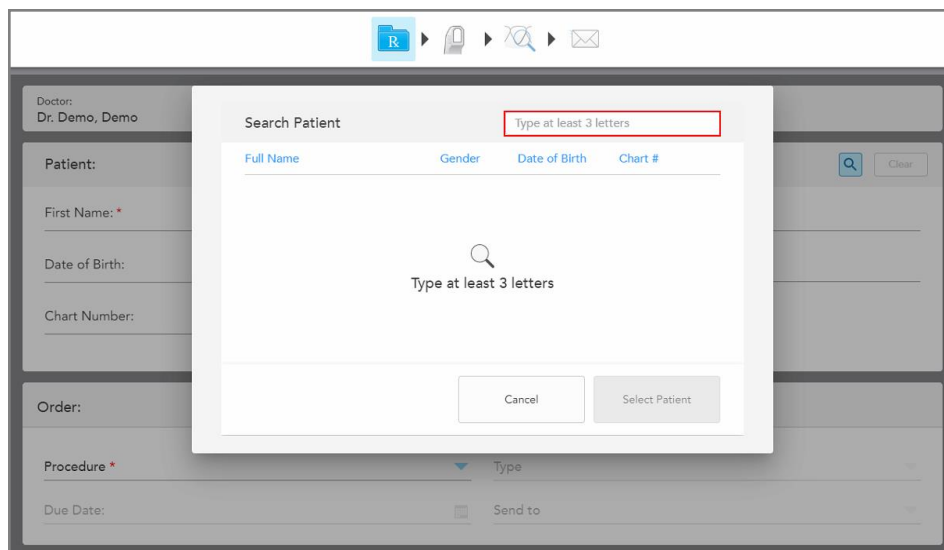 R
Doctor:
Dr. Demo, Demo
Search Patient
Type at least 3 letters
Full Name Gender Date of Birth Chart #
Patient:
Clear
First Name: *
Date of Birth:
Type at least 3 letters
Chart Number:
Cancel Select Patient
Order:
Procedure * Type
Due Date: Send to